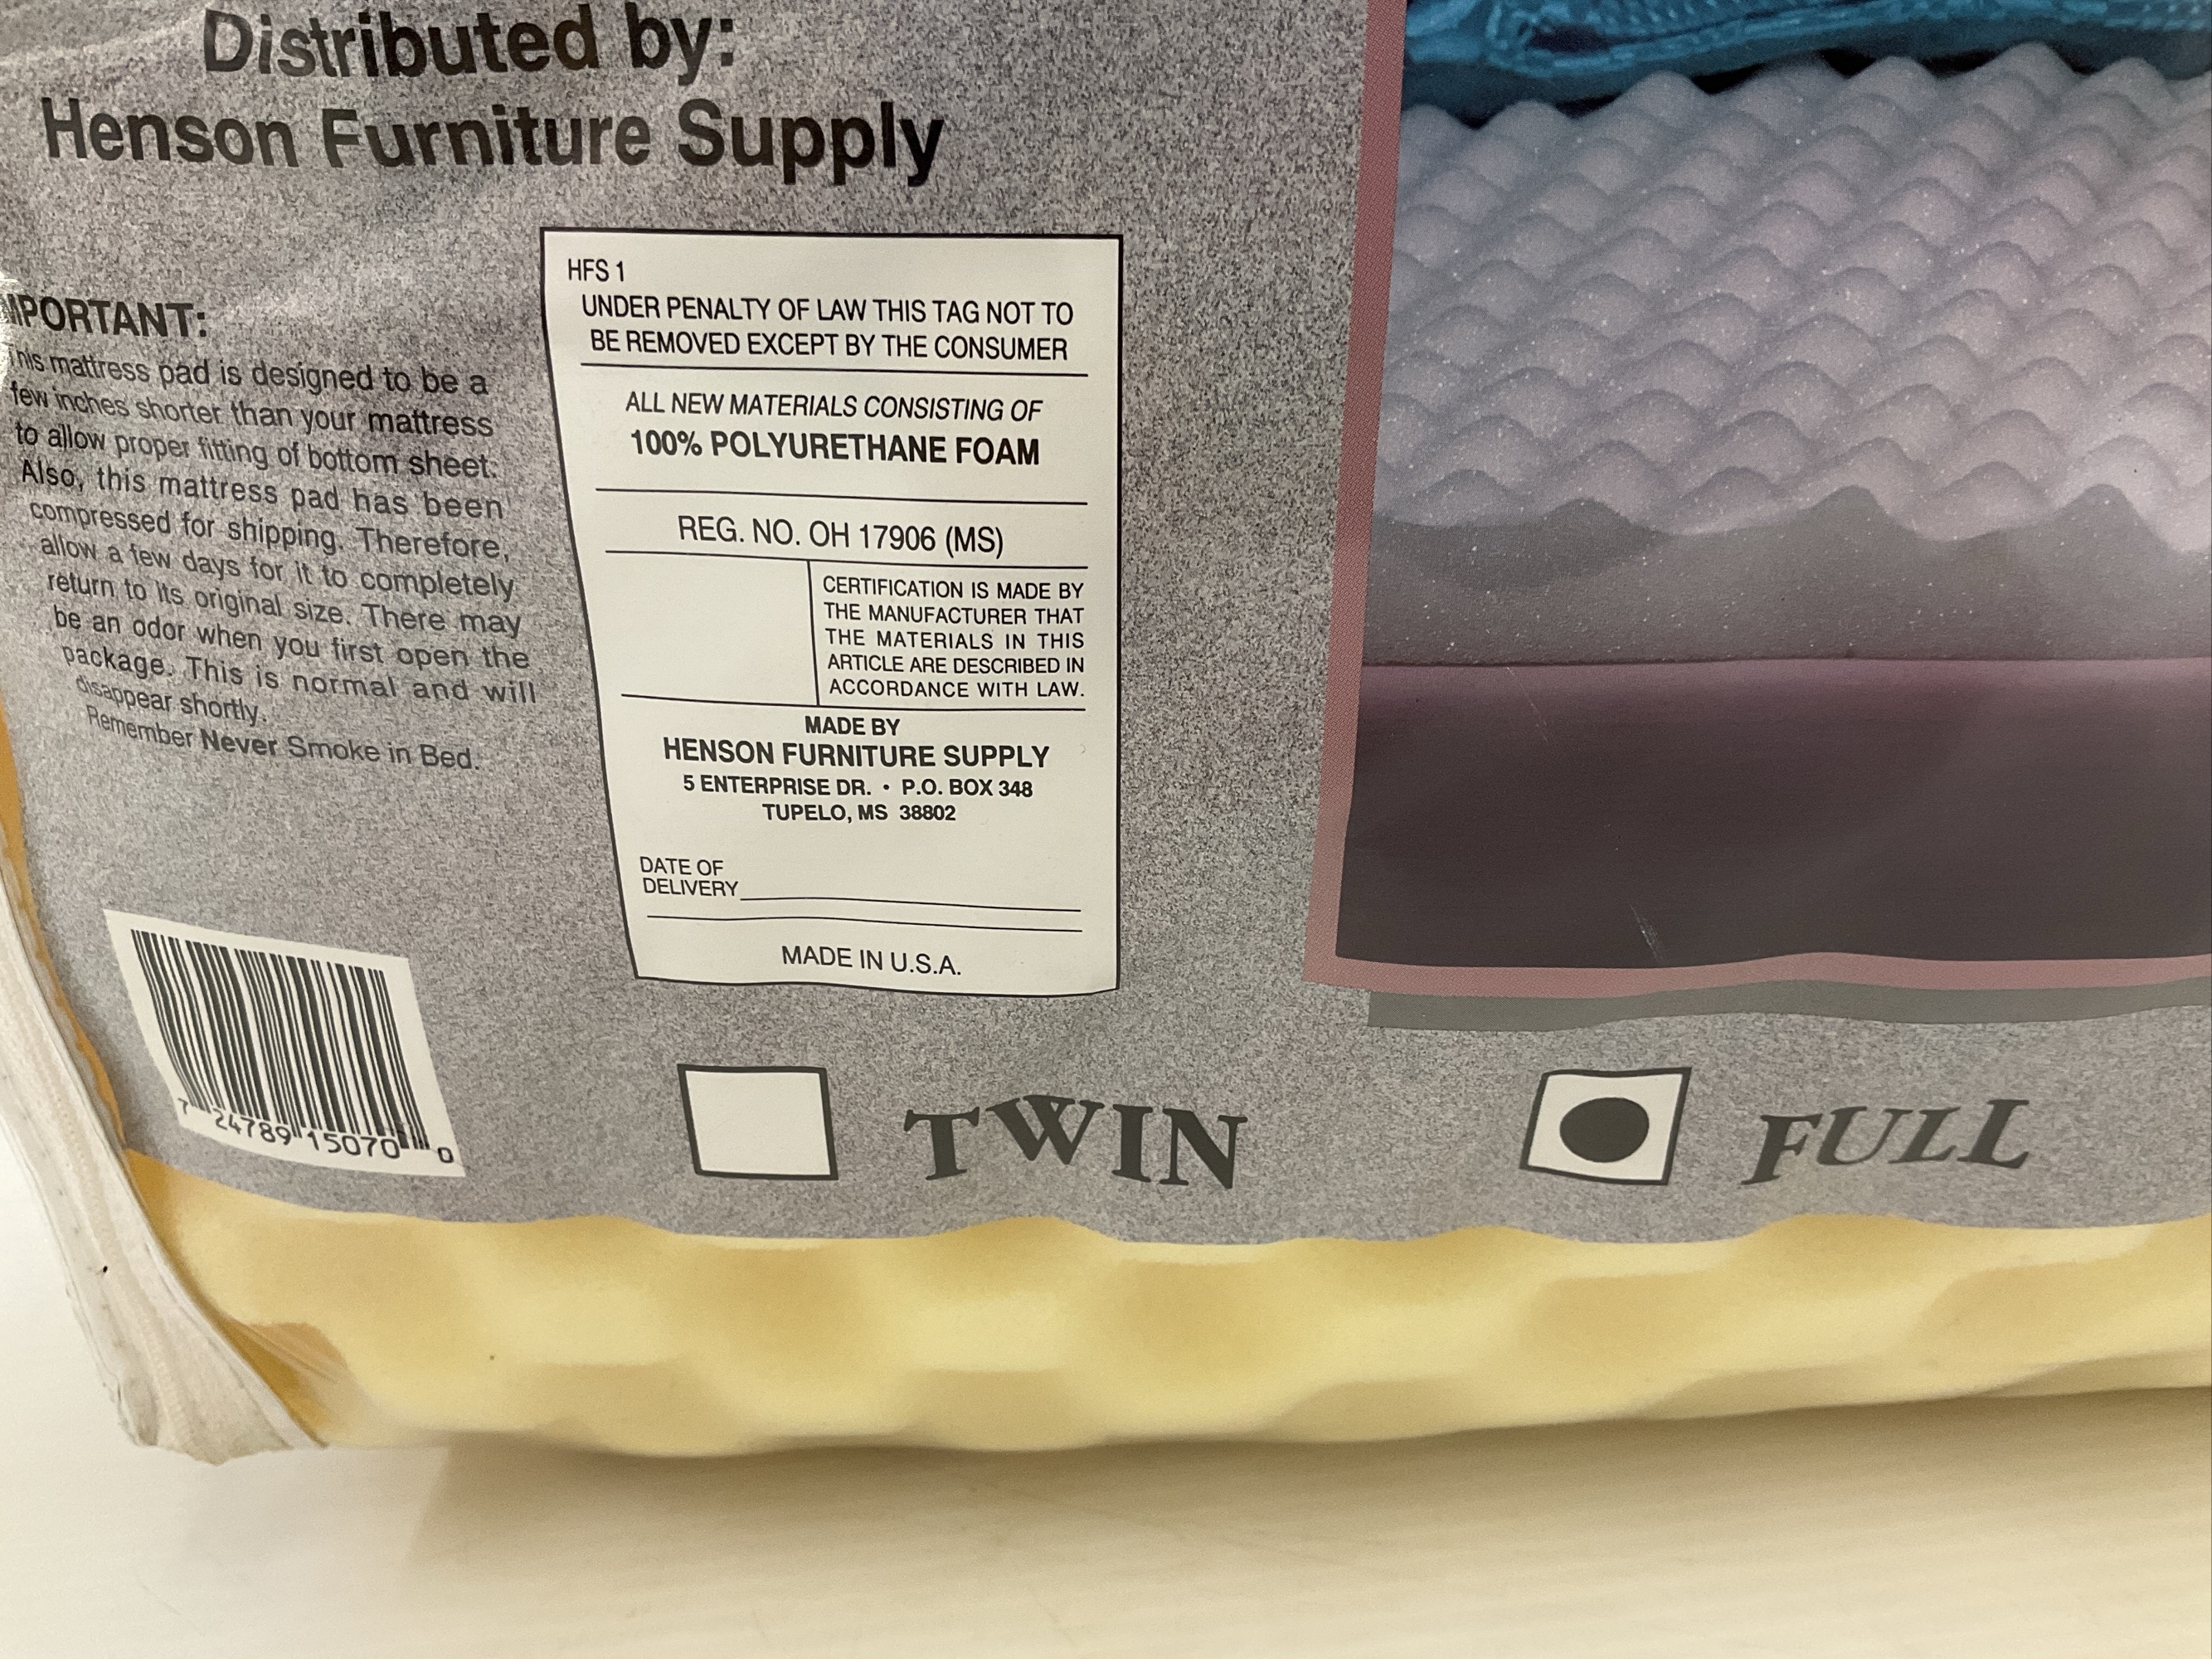 Distributed by:
Henson Furniture Supply
IMPORTANT:
This mattress pad is designed to be a
few inches shorter than your mattress
to allow proper fitting of bottom sheet.
Also, this mattress pad has been
compressed for shipping. Therefore,
allow a few days for it to completely
return to its original size. There may
be an odor when you first open the
package. This is normal and will
disappear shortly.
Remember Never Smoke in Bed.
HFS 1
UNDER PENALTY OF LAW THIS TAG NOT TO
BE REMOVED EXCEPT BY THE CONSUMER
ALL NEW MATERIALS CONSISTING OF
100% POLYURETHANE FOAM
REG. NO. OH 17906 (MS)
CERTIFICATION IS MADE BY
THE MANUFACTURER THAT
THE MATERIALS IN THIS
ARTICLE ARE DESCRIBED IN
ACCORDANCE WITH LAW.
MADE BY
HENSON FURNITURE SUPPLY
5 ENTERPRISE DR. • P.O. BOX 348
TUPELO, MS 38802
DATE OF
DELIVERY
MADE IN U.S.A.
7 24789 15070 0
TWIN
FULL